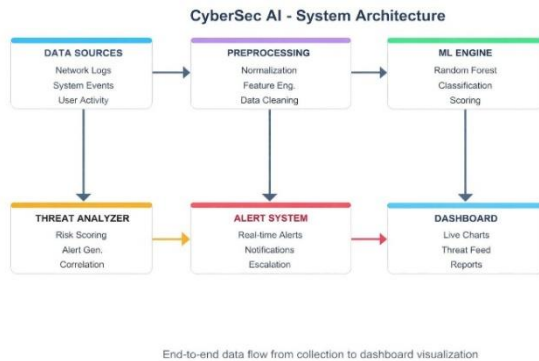 CyberSec AI - System Architecture
DATA SOURCES
Network Logs
System Events
User Activity
PREPROCESSING
Normalization
Feature Eng.
Data Cleaning
ML ENGINE
Random Forest
Classification
Scoring
THREAT ANALYZER
Risk Scoring
Alert Gen.
Correlation
ALERT SYSTEM
Real-time Alerts
Notifications
Escalation
DASHBOARD
Live Charts
Threat Feed
Reports
End-to-end data flow from collection to dashboard visualization